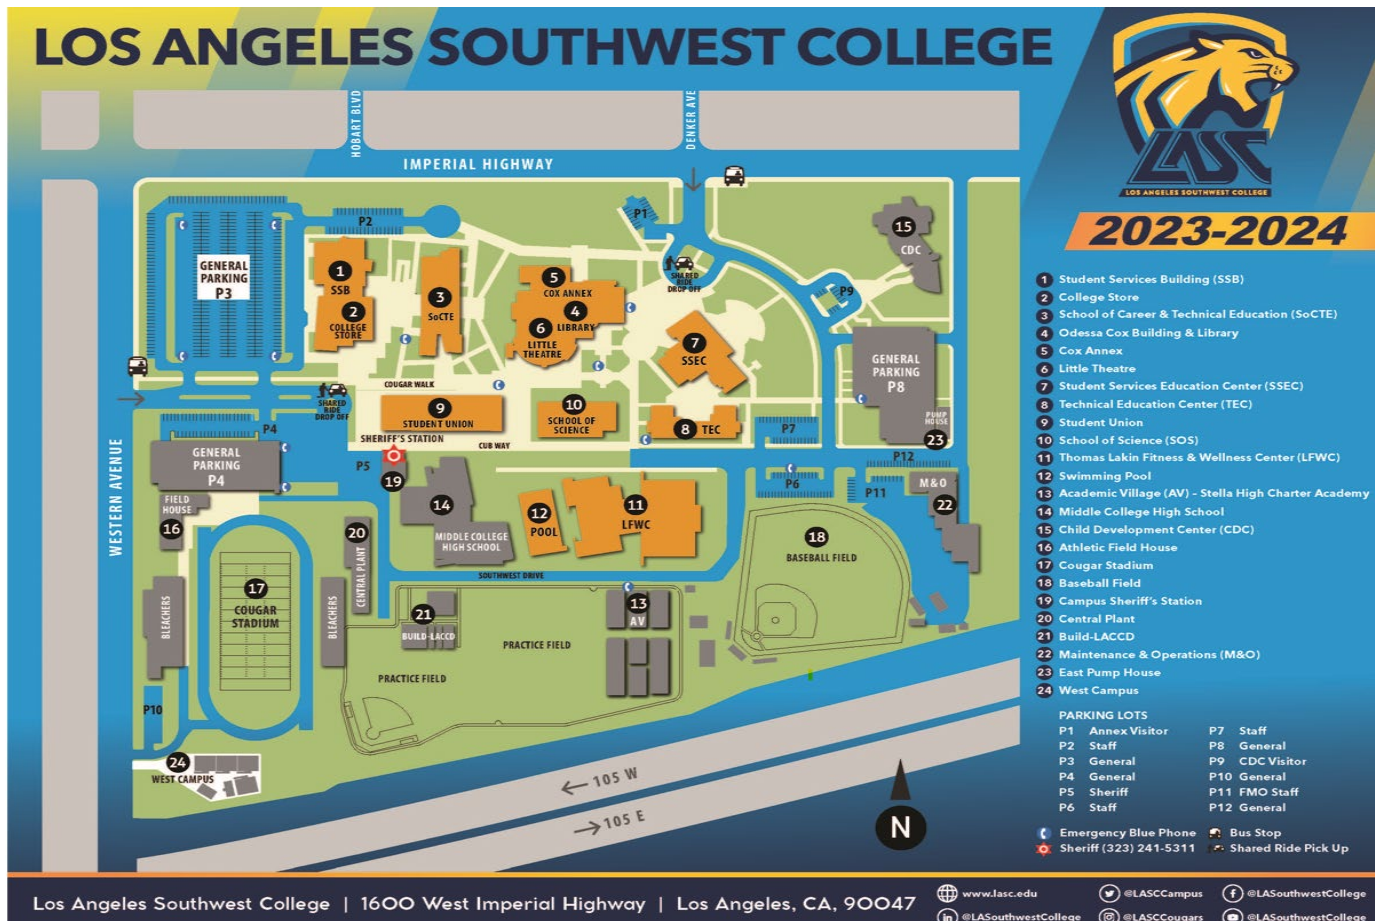 LOS ANGELES SOUTHWEST COLLEGE
LASC
LOS ANGELES SOUTHWEST COLLEGE
2023-2024
HOBART BLVD
DENKER AVE
IMPERIAL HIGHWAY
WESTERN AVENUE
P2
P1
15
CDC
GENERAL
PARKING
P3
1
SSB
2
COLLEGE
STORE
3
SoCTE
5
COX ANNEX
4
LIBRARY
6
LITTLE
THEATRE
SHARED
RIDE
DROP OFF
P9
7
SSEC
GENERAL
PARKING
P8
PUMP
HOUSE
23
COUGAR WALK
SHARED
RIDE
DROP OFF
9
STUDENT UNION
10
SCHOOL OF
SCIENCE
8 TEC
P7
P4
GENERAL
PARKING
P4
SHERIFF'S STATION
CUB WAY
P5
19
P12
P6
P11
M&O
22
FIELD
HOUSE
16
14
MIDDLE COLLEGE
HIGH SCHOOL
12
POOL
11
LFWC
18
BASEBALL FIELD
20
CENTRAL PLANT
SOUTHWEST DRIVE
17
COUGAR
STADIUM
BLEACHERS
BLEACHERS
21
BUILD-LACCD
13
AV
PRACTICE FIELD
PRACTICE FIELD
P10
24
WEST CAMPUS
105 W
105 E
N
1 Student Services Building (SSB)
2 College Store
3 School of Career & Technical Education (SoCTE)
4 Odessa Cox Building & Library
5 Cox Annex
6 Little Theatre
7 Student Services Education Center (SSEC)
8 Technical Education Center (TEC)
9 Student Union
10 School of Science (SOS)
11 Thomas Lakin Fitness & Wellness Center (LFWC)
12 Swimming Pool
13 Academic Village (AV) - Stella High Charter Academy
14 Middle College High School
15 Child Development Center (CDC)
16 Athletic Field House
17 Cougar Stadium
18 Baseball Field
19 Campus Sheriff's Station
20 Central Plant
21 Build-LACCD
22 Maintenance & Operations (M&O)
23 East Pump House
24 West Campus
PARKING LOTS
P1 Annex Visitor
P2 Staff
P3 General
P4 General
P5 Sheriff
P6 Staff
P7 Staff
P8 General
P9 CDC Visitor
P10 General
P11 FMO Staff
P12 General
Emergency Blue Phone
Bus Stop
Sheriff (323) 241-5311
Shared Ride Pick Up
Los Angeles Southwest College | 1600 West Imperial Highway | Los Angeles, CA, 90047
www.lasc.edu
@LASCCampus
@LASouthwestCollege
@LASouthwestCollege
@LASCCougars
@LASouthwestCollege